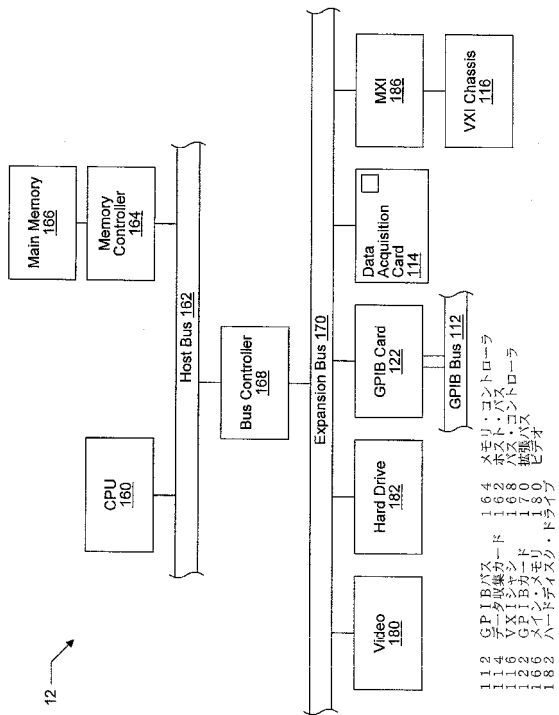 12
CPU
160
Main Memory
166
Memory
Controller
164
Host Bus 162
Bus Controller
168
Expansion Bus 170
Video
180
Hard Drive
182
GPIB Card
122
GPIB Bus 112
Data
Acquisition
Card
114
MXI
186
VXI Chassis
116
112 GPIBバス
114 データ収集カード
116 VXIシャシ
122 GPIBカード
166 メイン・メモリ
182 ハードディスク・ドライブ
164 メモリ・コントローラ
162 ホスト・バス
168 バス・コントローラ
170 拡張バス
180 ビデオ